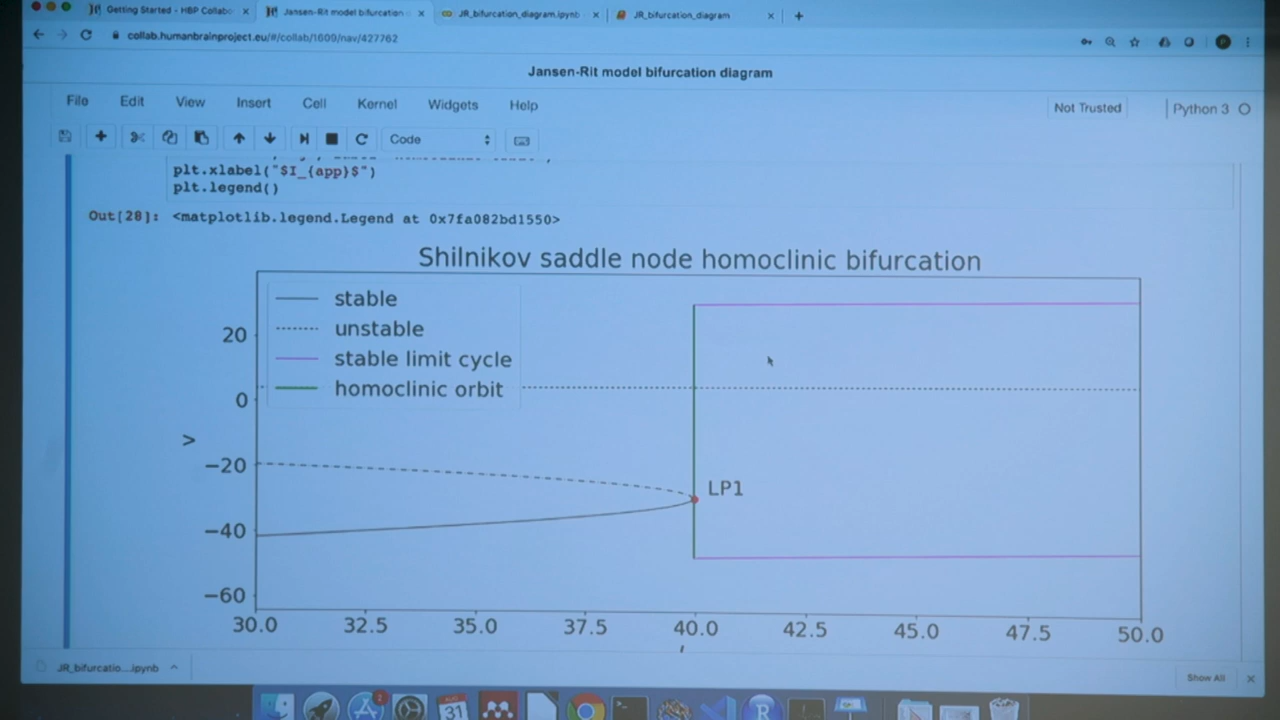 Getting Started - HBP Collabo
Jansen-Rit model bifurcation
JR_bifurcation_diagram.ipynb
JR_bifurcation_diagram
collab.humanbrainproject.eu/#/collab/1609/nav/427762
Jansen-Rit model bifurcation diagram
File Edit View Insert Cell Kernel Widgets Help
Not Trusted
Python 3
Code
plt.xlabel("$I_{app}$")
plt.legend()
Out[28]: <matplotlib.legend.Legend at 0x7fa082bd1550>
Shilnikov saddle node homoclinic bifurcation
stable
unstable
stable limit cycle
homoclinic orbit
20
0
−20
−40
−60
V
LP1
30.0 32.5 35.0 37.5 40.0 42.5 45.0 47.5 50.0
JR_bifurcatio...ipynb
Show All
2
31
R